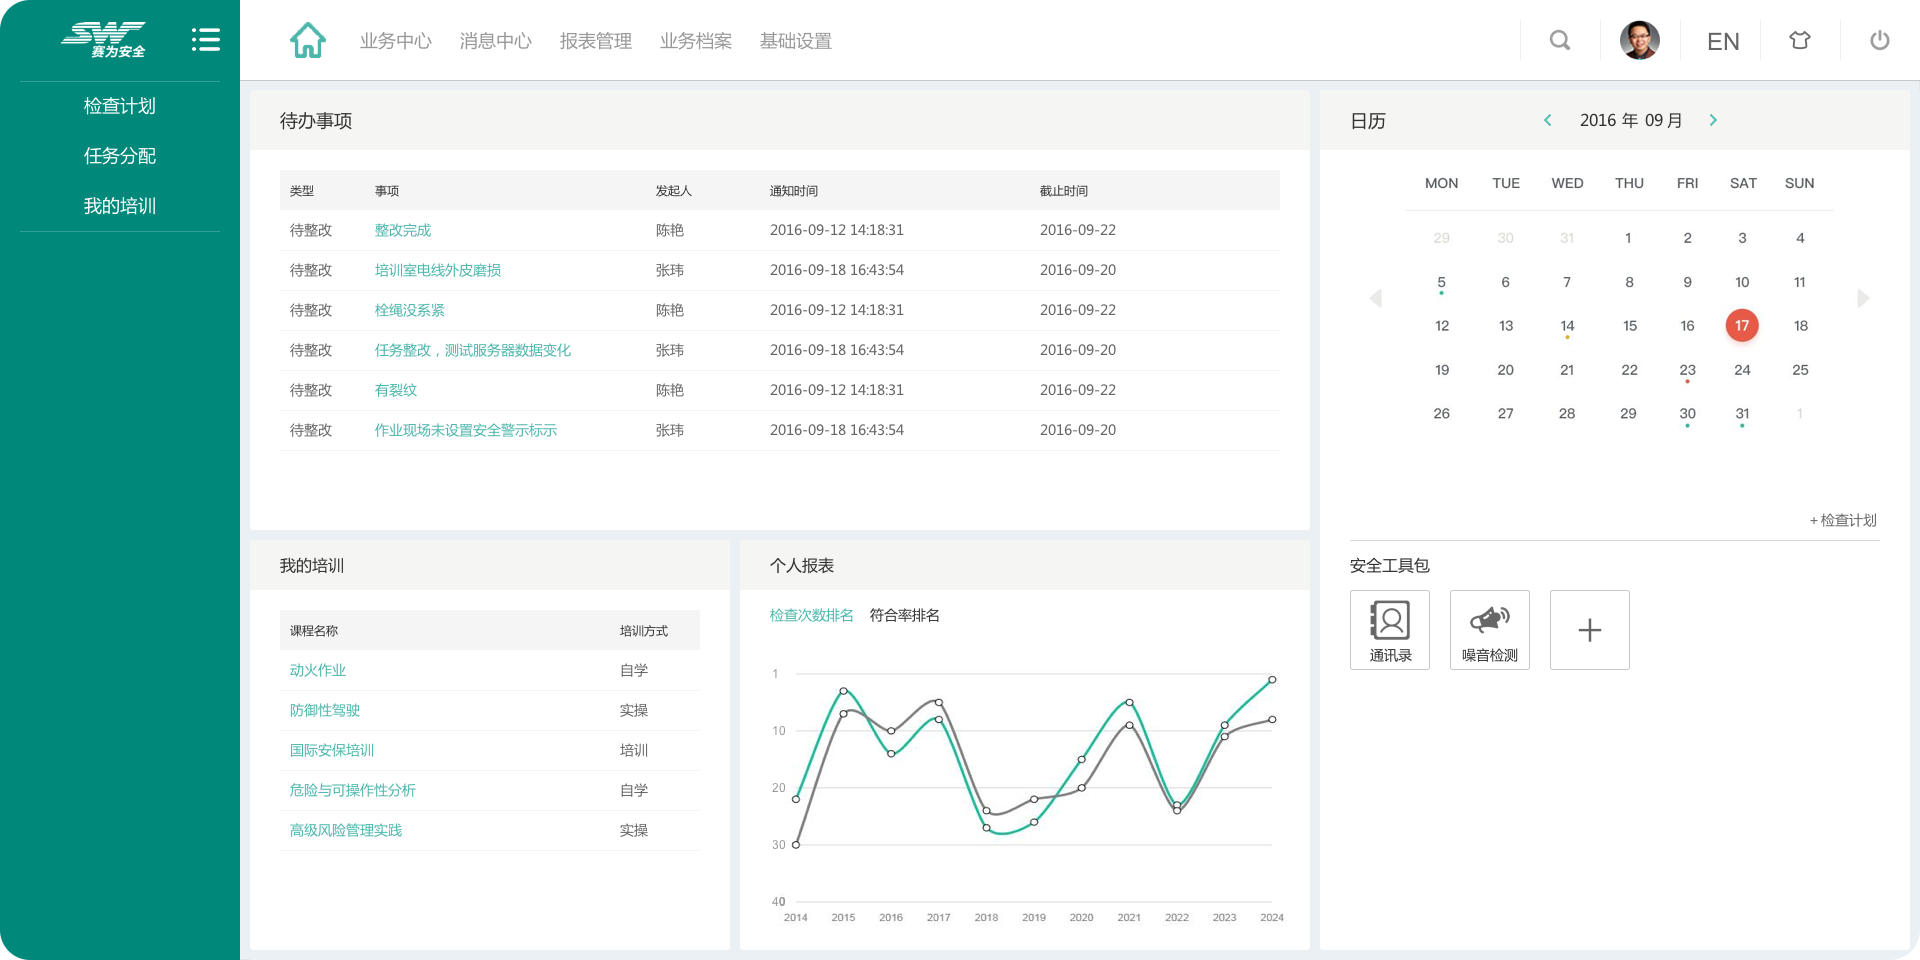 SW
赛为安全
检查计划
任务分配
我的培训
业务中心 消息中心 报表管理 业务档案 基础设置
EN
待办事项
类型 事项 发起人 通知时间 截止时间
待整改 整改完成 陈艳 2016-09-12 14:18:31 2016-09-22
待整改 培训室电线外皮磨损 张玮 2016-09-18 16:43:54 2016-09-20
待整改 栓绳没系紧 陈艳 2016-09-12 14:18:31 2016-09-22
待整改 任务整改，测试服务器数据变化 张玮 2016-09-18 16:43:54 2016-09-20
待整改 有裂纹 陈艳 2016-09-12 14:18:31 2016-09-22
待整改 作业现场未设置安全警示标示 张玮 2016-09-18 16:43:54 2016-09-20
日历 2016 年 09 月
MON TUE WED THU FRI SAT SUN
29 30 31 1 2 3 4
5 6 7 8 9 10 11
12 13 14 15 16 17 18
19 20 21 22 23 24 25
26 27 28 29 30 31 1
+ 检查计划
安全工具包
通讯录 噪音检测
我的培训
课程名称 培训方式
动火作业 自学
防御性驾驶 实操
国际安保培训 培训
危险与可操作性分析 自学
高级风险管理实践 实操
个人报表
检查次数排名 符合率排名
1
10
20
30
40
2014 2015 2016 2017 2018 2019 2020 2021 2022 2023 2024